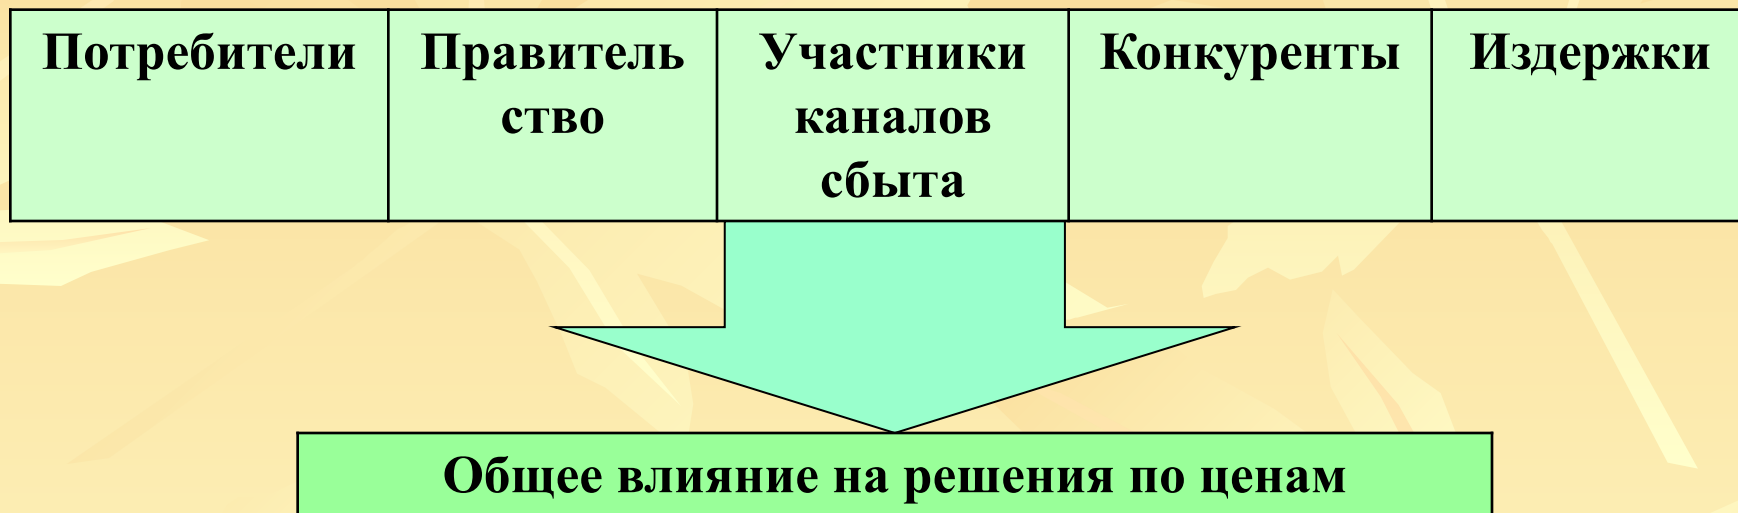 Потребители
Правитель
ство
Участники
каналов
сбыта
Конкуренты
Издержки
Общее влияние на решения по ценам